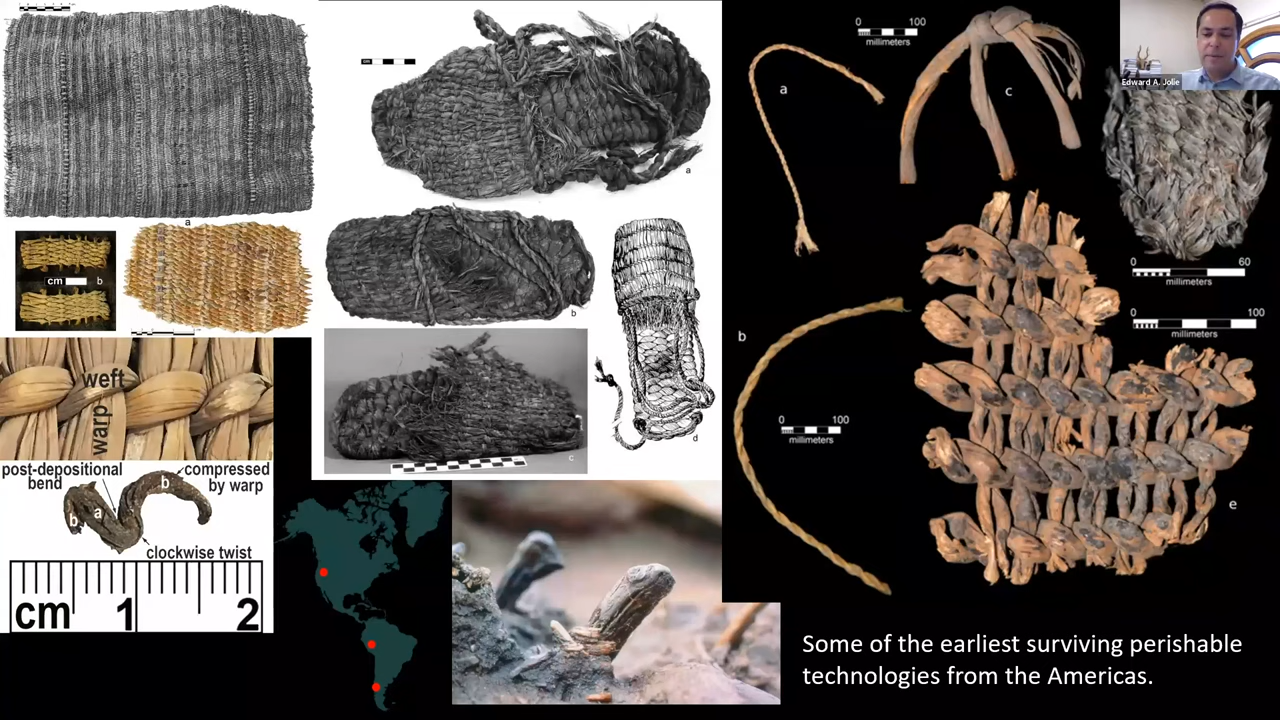 a
a
cm b
weft
warp
post-depositional
bend
compressed
by warp
b
a
b
clockwise twist
cm 1 2
b
d
c
0 100
millimeters
a
c
b
0 100
millimeters
Edward A. Jolie
0 60
millimeters
0 100
millimeters
e
Some of the earliest surviving perishable
technologies from the Americas.